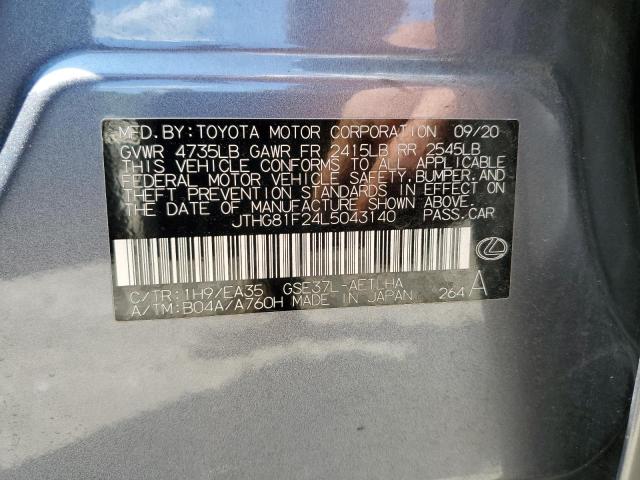 MFD.BY:TOYOTA MOTOR CORPORATION 09/20
GVWR 4735LB GAWR FR 2415LB RR 2545LB
THIS VEHICLE CONFORMS TO ALL APPLICABLE
FEDERAL MOTOR VEHICLE SAFETY,BUMPER,AND
THEFT PREVENTION STANDARDS IN EFFECT ON
THE DATE OF MANUFACTURE SHOWN ABOVE.
JTHG81F24L5043140 PASS.CAR
C/TR:1H9/EA35 GSE37L-AETLHA
A/TM:B04A/A760H MADE IN JAPAN 264 A